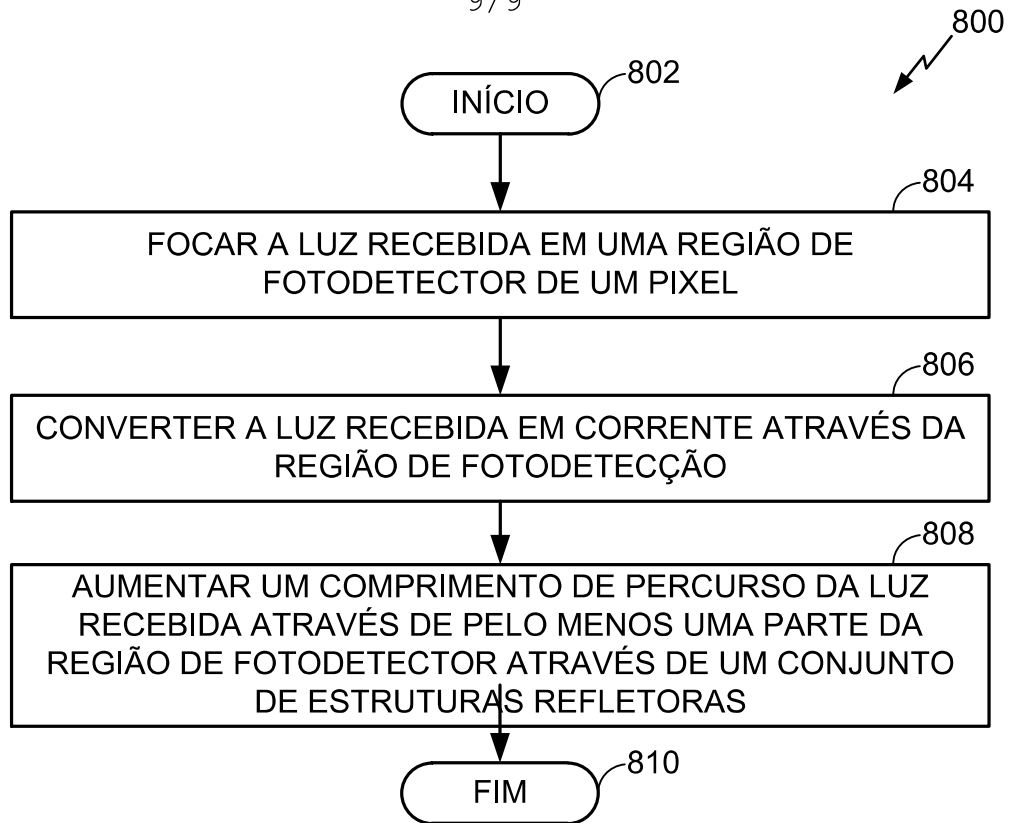 9/9
800
INÍCIO
802
804
FOCAR A LUZ RECEBIDA EM UMA REGIÃO DE
FOTODETECTOR DE UM PIXEL
806
CONVERTER A LUZ RECEBIDA EM CORRENTE ATRAVÉS DA
REGIÃO DE FOTODETECÇÃO
808
AUMENTAR UM COMPRIMENTO DE PERCURSO DA LUZ
RECEBIDA ATRAVÉS DE PELO MENOS UMA PARTE DA
REGIÃO DE FOTODETECTOR ATRAVÉS DE UM CONJUNTO
DE ESTRUTURAS REFLETORAS
FIM
810